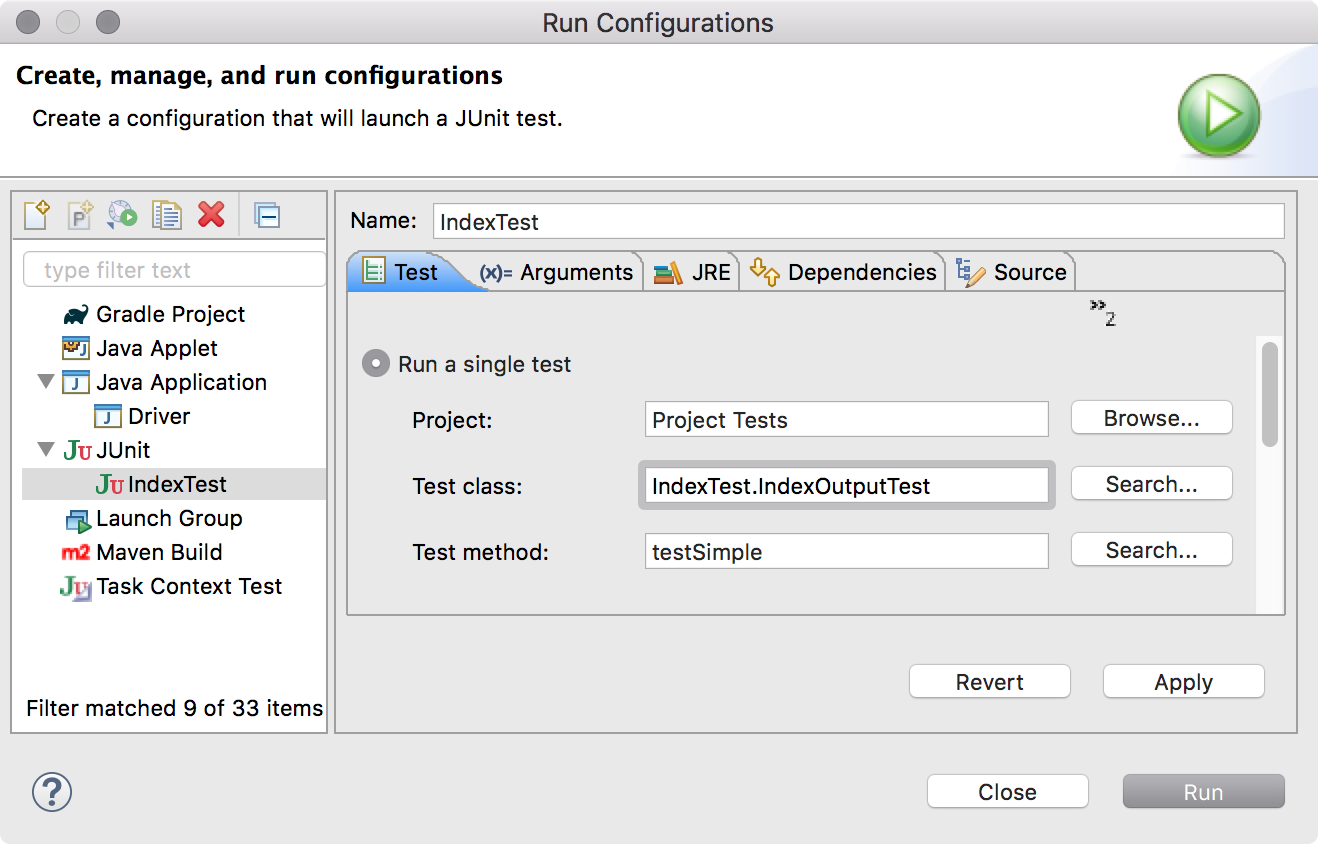 Run Configurations
Create, manage, and run configurations
Create a configuration that will launch a JUnit test.
type filter text
Gradle Project
Java Applet
Java Application
Driver
JUnit
IndexTest
Launch Group
m2 Maven Build
Task Context Test
Filter matched 9 of 33 items
Name: IndexTest
Test (x)= Arguments JRE Dependencies Source
»2
Run a single test
Project: Project Tests Browse...
Test class: IndexTest.IndexOutputTest Search...
Test method: testSimple Search...
Revert Apply
? Close Run